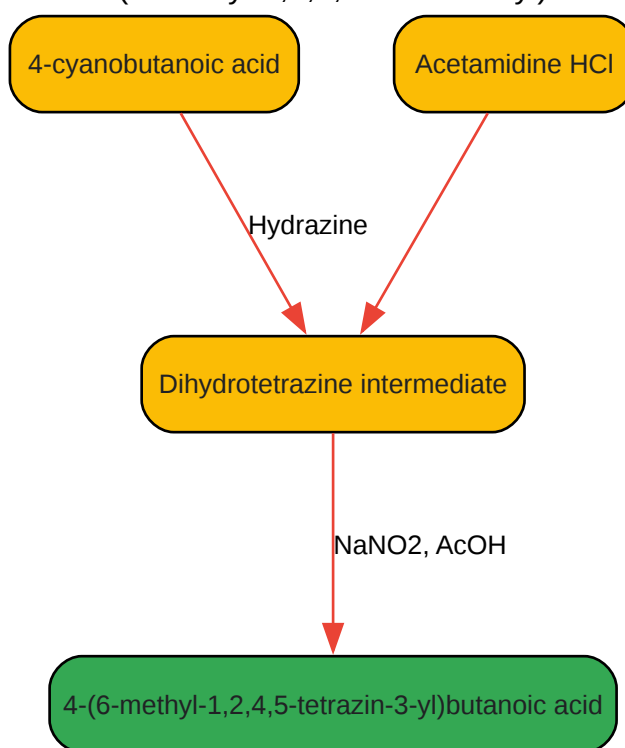 4-cyanobutanoic acid
Acetamidine HCl
Hydrazine
Dihydrotetrazine intermediate
NaNO2, AcOH
4-(6-methyl-1,2,4,5-tetrazin-3-yl)butanoic acid